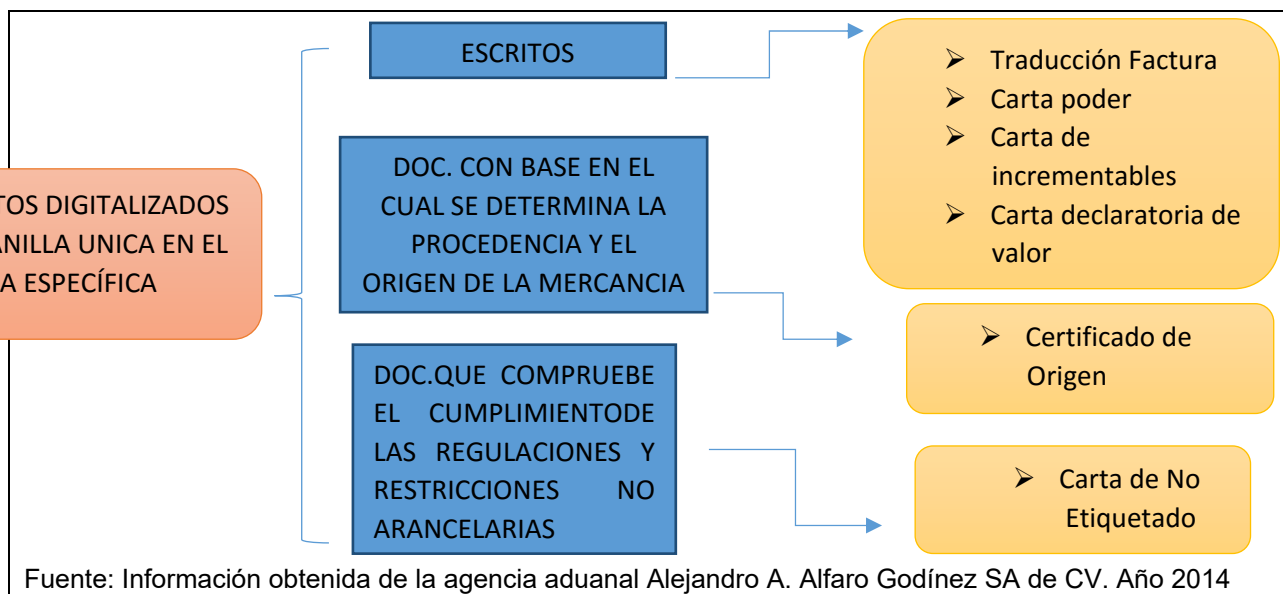 ESCRITOS
➤ Traducción Factura
➤ Carta poder
➤ Carta de
incrementables
➤ Carta declaratoria de
valor
TOS DIGITALIZADOS
ANILLA UNICA EN EL
A ESPECÍFICA
DOC. CON BASE EN EL
CUAL SE DETERMINA LA
PROCEDENCIA Y EL
ORIGEN DE LA MERCANCIA
➤ Certificado de
Origen
DOC.QUE COMPRUEBE
EL CUMPLIMIENTODE
LAS REGULACIONES Y
RESTRICCIONES NO
ARANCELARIAS
➤ Carta de No
Etiquetado
Fuente: Información obtenida de la agencia aduanal Alejandro A. Alfaro Godínez SA de CV. Año 2014